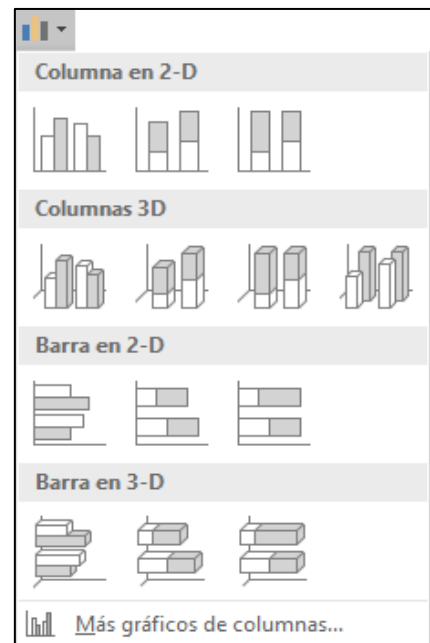 Columna en 2-D
Columnas 3D
Barra en 2-D
Barra en 3-D
Más gráficos de columnas...